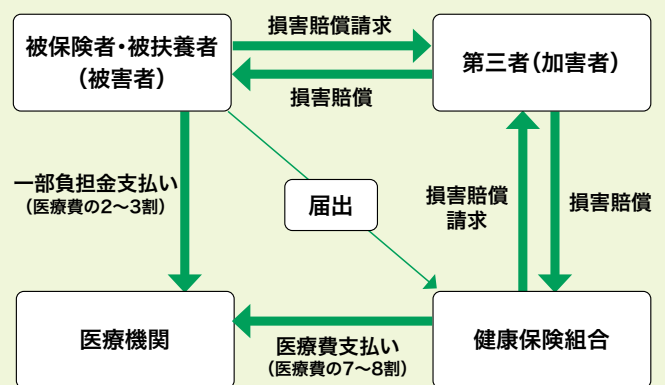 損害賠償請求
被保険者・被扶養者
（被害者）
第三者（加害者）
損害賠償
一部負担金支払い
（医療費の2〜3割）
届出
損害賠償
請求
損害賠償
医療機関
医療費支払い
（医療費の7〜8割）
健康保険組合